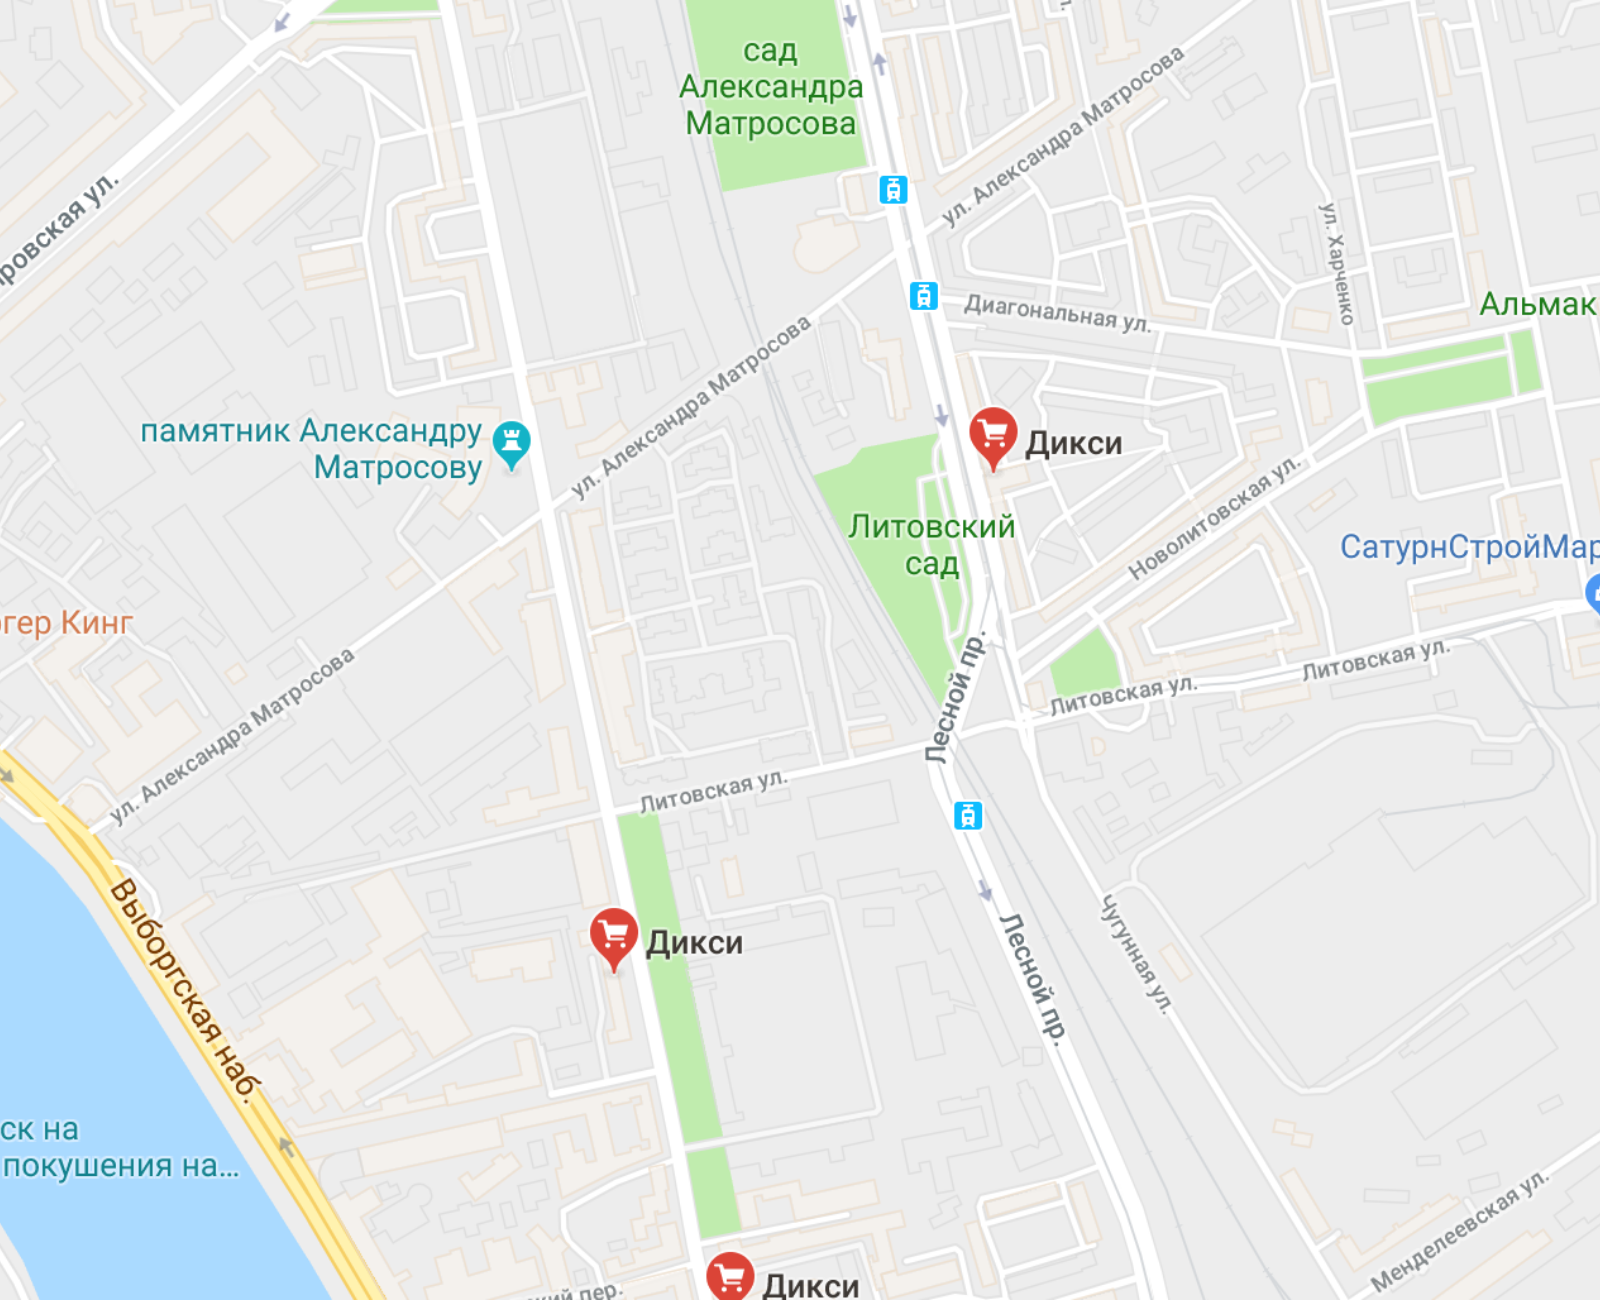 сад
Александра
Матросова
ул. Александра Матросова
ровская ул.
ул. Харченко
Диагональная ул.
Альмак
ул. Александра Матросова
памятник Александру
Матросову
Дикси
Литовский
сад
Новолитовская ул.
СатурнСтройМар
гер Кинг
Лесной пр.
Литовская ул.
Литовская ул.
ул. Александра Матросова
Литовская ул.
Выборгская наб.
Дикси
Лесной пр.
Чугунная ул.
ск на
покушения на...
Менделеевская ул.
Дикси
кий пер.